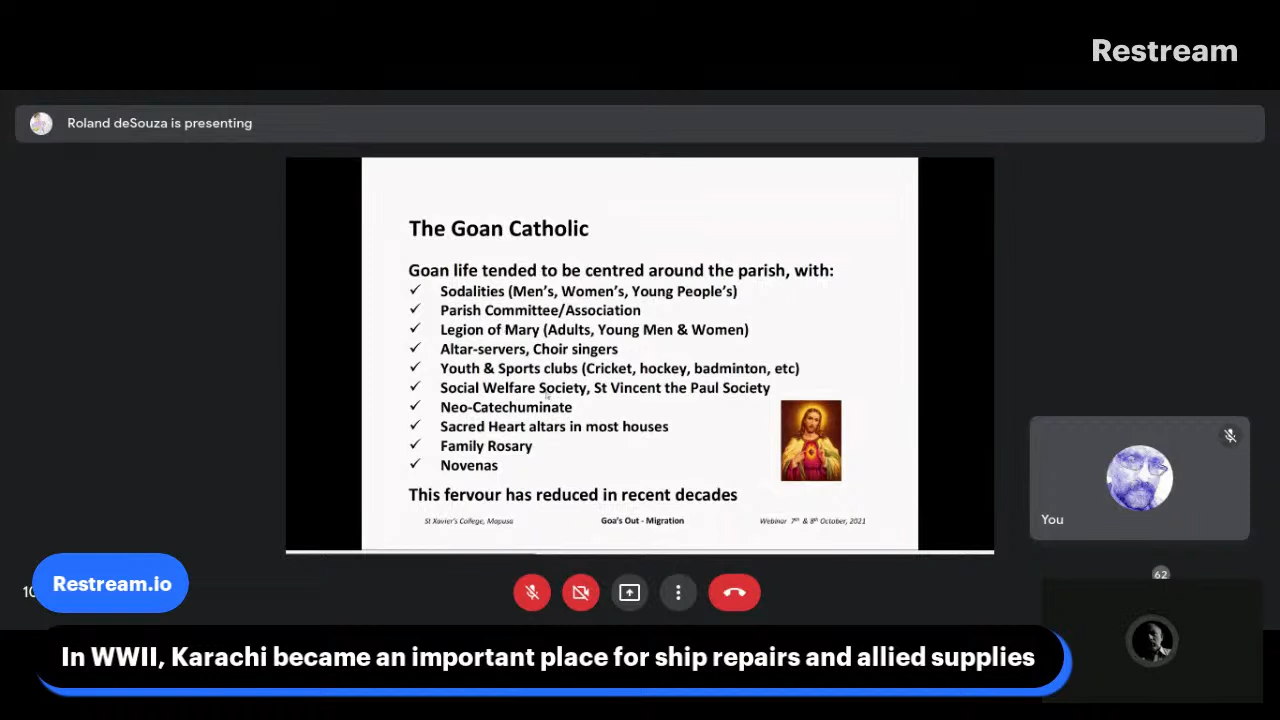 Restream
Roland deSouza is presenting
The Goan Catholic
Goan life tended to be centred around the parish, with:
✓ Sodalities (Men's, Women's, Young People's)
✓ Parish Committee/Association
✓ Legion of Mary (Adults, Young Men & Women)
✓ Altar-servers, Choir singers
✓ Youth & Sports clubs (Cricket, hockey, badminton, etc)
✓ Social Welfare Society, St Vincent the Paul Society
✓ Neo-Catechuminate
✓ Sacred Heart altars in most houses
✓ Family Rosary
✓ Novenas
This fervour has reduced in recent decades
St Xavier's College, Mapusa Goa's Out - Migration Webinar 7th & 8th October, 2021
You
62
Restream.io
In WWII, Karachi became an important place for ship repairs and allied supplies